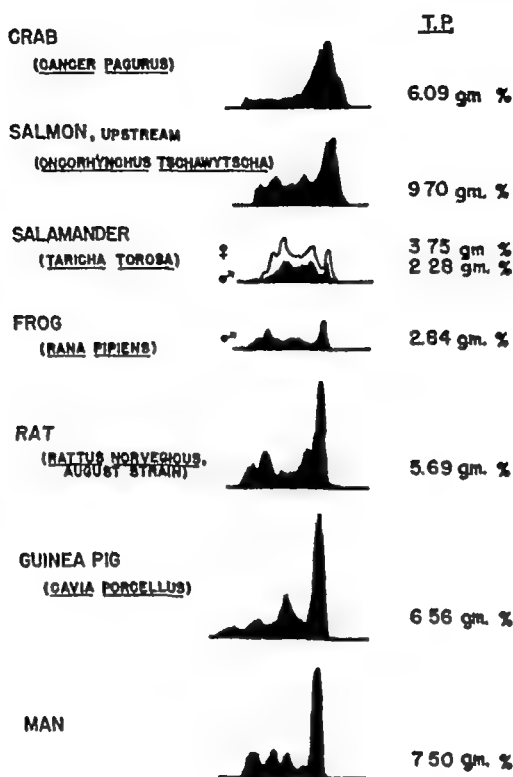 T.P.
CRAB
(CANCER PAGURUS)
6.09 gm %
SALMON, UPSTREAM
(ONCORHYNCHUS TSCHAWYTSCHA)
9 70 gm %
SALAMANDER
(TARICHA TOROSA)
♀ 3 75 gm %
♂ 2 28 gm. %
FROG
(RANA PIPIENS)
♂ 2.84 gm. %
RAT
(RATTUS NORVEGICUS,
AUGUST STRAIN)
5.69 gm. %
GUINEA PIG
(CAVIA PORCELLUS)
6 56 gm. %
MAN
7.50 gm. %